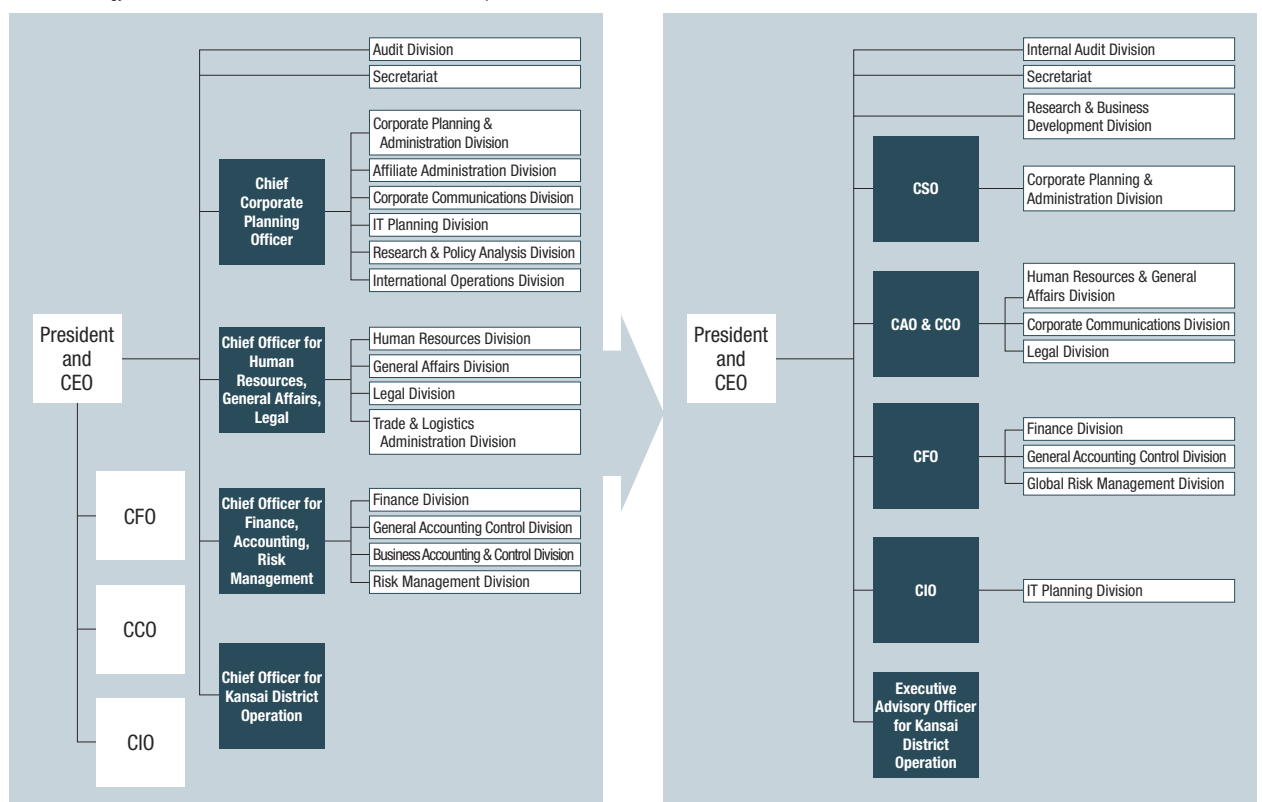 Audit Division
Secretariat
Corporate Planning &
Administration Division
Affiliate Administration Division
Corporate Communications Division
IT Planning Division
Research & Policy Analysis Division
International Operations Division
Chief
Corporate
Planning
Officer
President
and
CEO
Chief Officer for
Human
Resources,
General Affairs,
Legal
Human Resources Division
General Affairs Division
Legal Division
Trade & Logistics
Administration Division
CFO
CCO
CIO
Chief Officer for
Finance,
Accounting,
Risk
Management
Finance Division
General Accounting Control Division
Business Accounting & Control Division
Risk Management Division
Chief Officer for
Kansai District
Operation
Internal Audit Division
Secretariat
Research & Business
Development Division
CSO
Corporate Planning &
Administration Division
President
and
CEO
CAO & CCO
Human Resources & General
Affairs Division
Corporate Communications Division
Legal Division
CFO
Finance Division
General Accounting Control Division
Global Risk Management Division
CIO
IT Planning Division
Executive
Advisory Officer
for Kansai
District
Operation